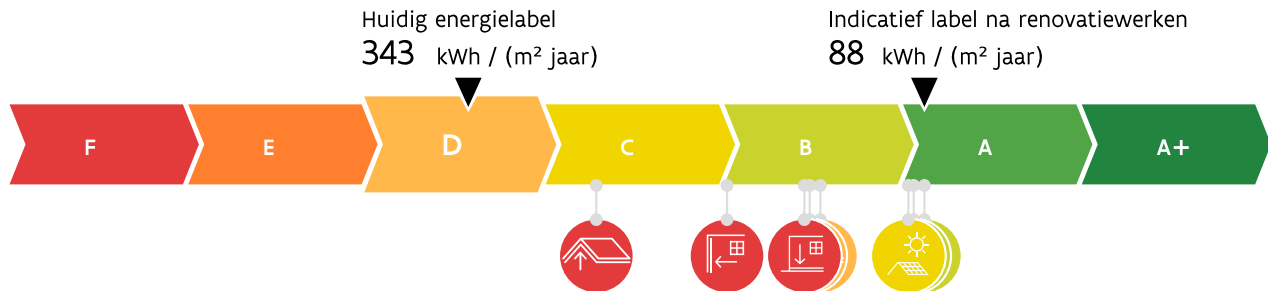 Huidig energielabel
343 kWh / (m² jaar)
Indicatief label na renovatiewerken
88 kWh / (m² jaar)
F
E
D
C
B
A
A+